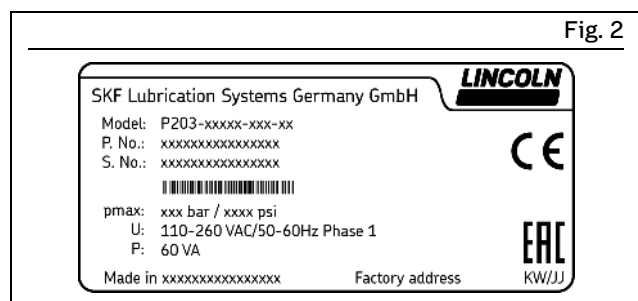 Fig. 2
LINCOLN
SKF Lubrication Systems Germany GmbH
Model: P203-xxxxx-xxx-xx
P. No.: xxxxxxxxxxxxxxxx
S. No.: xxxxxxxxxxxxxxxx
CE
pmax: xxx bar / xxxx psi
U: 110-260 VAC/50-60Hz Phase 1
P: 60 VA
EAC
Made in xxxxxxxxxxxxxxxx Factory address KW/JJ